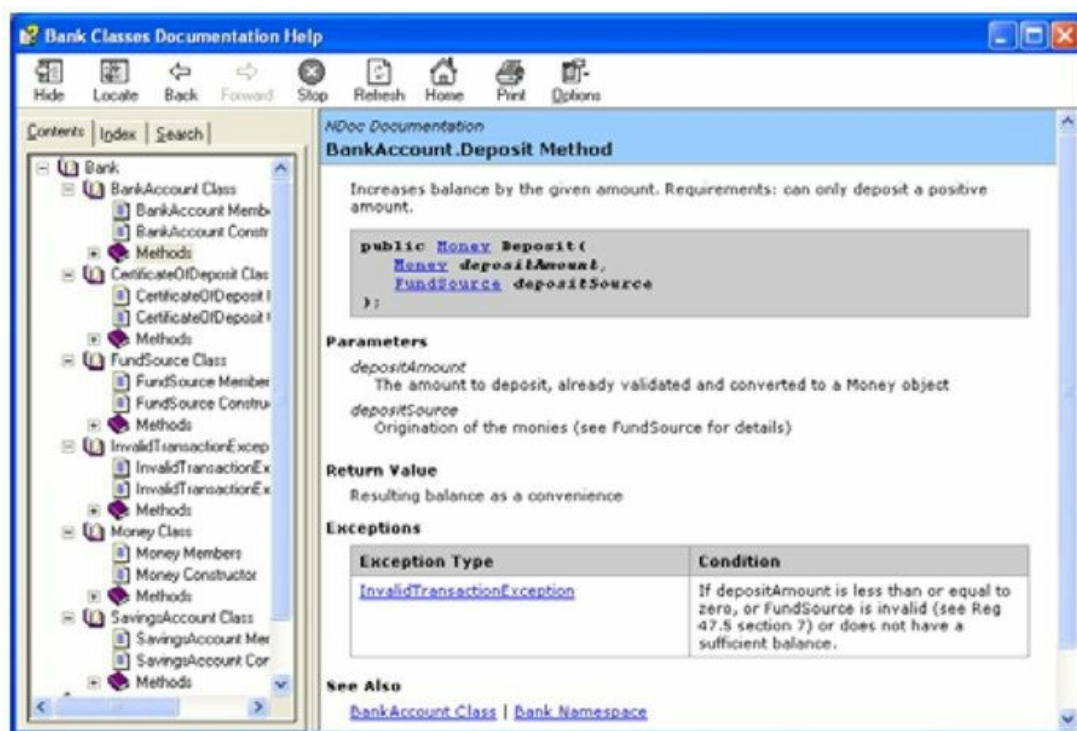 Bank Classes Documentation Help
Hide Locate Back Forward Stop Refresh Home Print Options
Contents Index Search
Bank
BankAccount Class
BankAccount Memb
BankAccount Constr
Methods
CertificateOfDeposit Clas
CertificateOfDeposit
CertificateOfDeposit
Methods
FundSource Class
FundSource Member
FundSource Constru
Methods
InvalidTransactionExcep
InvalidTransactionEx
InvalidTransactionEx
Methods
Money Class
Money Members
Money Constructor
Methods
SavingsAccount Class
SavingsAccount Mer
SavingsAccount Cor
Methods
NDoc Documentation
BankAccount.Deposit Method
Increases balance by the given amount. Requirements: can only deposit a positive
amount.
public Money Deposit(
Money depositAmount,
FundSource depositSource
);
Parameters
depositAmount
The amount to deposit, already validated and converted to a Money object
depositSource
Origination of the monies (see FundSource for details)
Return Value
Resulting balance as a convenience
Exceptions
Exception Type Condition
InvalidTransactionException
If depositAmount is less than or equal to
zero, or FundSource is invalid (see Reg
47.5 section 7) or does not have a
sufficient balance.
See Also
BankAccount Class | Bank Namespace